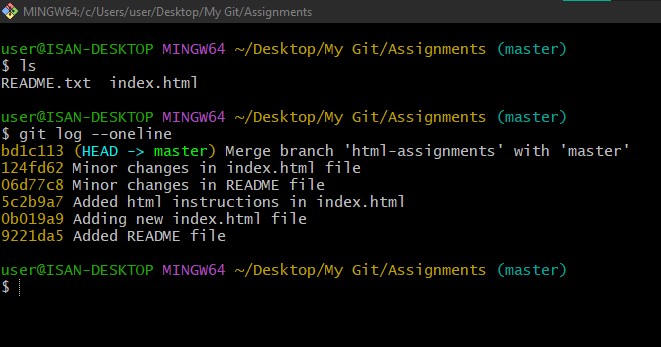 MINGW64:/c/Users/user/Desktop/My Git/Assignments
user@ISAN-DESKTOP MINGW64 ~/Desktop/My Git/Assignments (master)
$ ls
README.txt  index.html
user@ISAN-DESKTOP MINGW64 ~/Desktop/My Git/Assignments (master)
$ git log --oneline
bd1c113 (HEAD -> master) Merge branch 'html-assignments' with 'master'
124fd62 Minor changes in index.html file
06d77c8 Minor changes in README file
5c2b9a7 Added html instructions in index.html
0b019a9 Adding new index.html file
9221da5 Added README file
user@ISAN-DESKTOP MINGW64 ~/Desktop/My Git/Assignments (master)
$